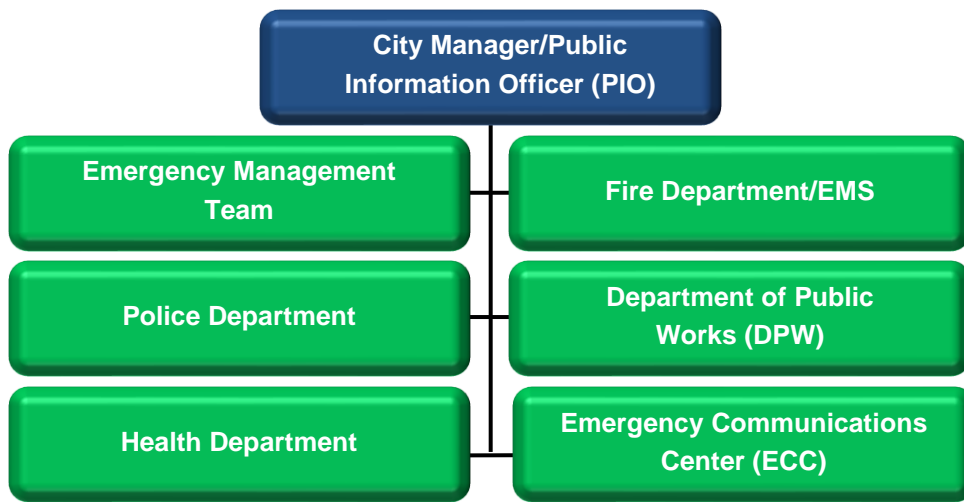 City Manager/Public
Information Officer (PIO)
Emergency Management
Team
Fire Department/EMS
Police Department
Department of Public
Works (DPW)
Health Department
Emergency Communications
Center (ECC)